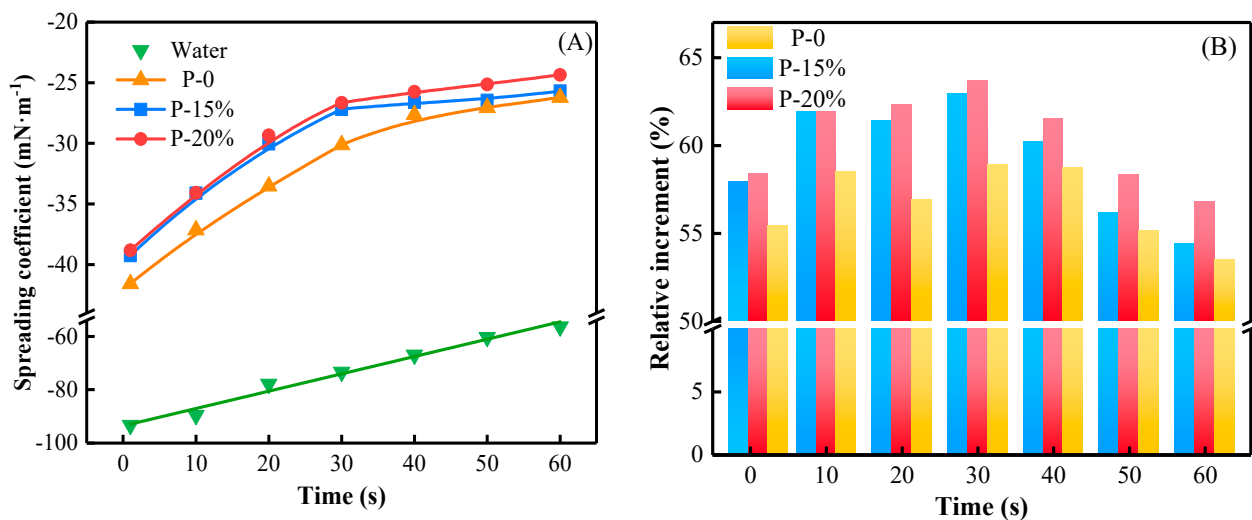 (A)
Water
P-0
P-15%
P-20%
Spreading coefficient (mN·m⁻¹)
-20
-25
-30
-35
-40
-60
-80
-100
0 10 20 30 40 50 60
Time (s)
(B)
P-0
P-15%
P-20%
Relative increment (%)
65
60
55
50
5
0
0 10 20 30 40 50 60
Time (s)